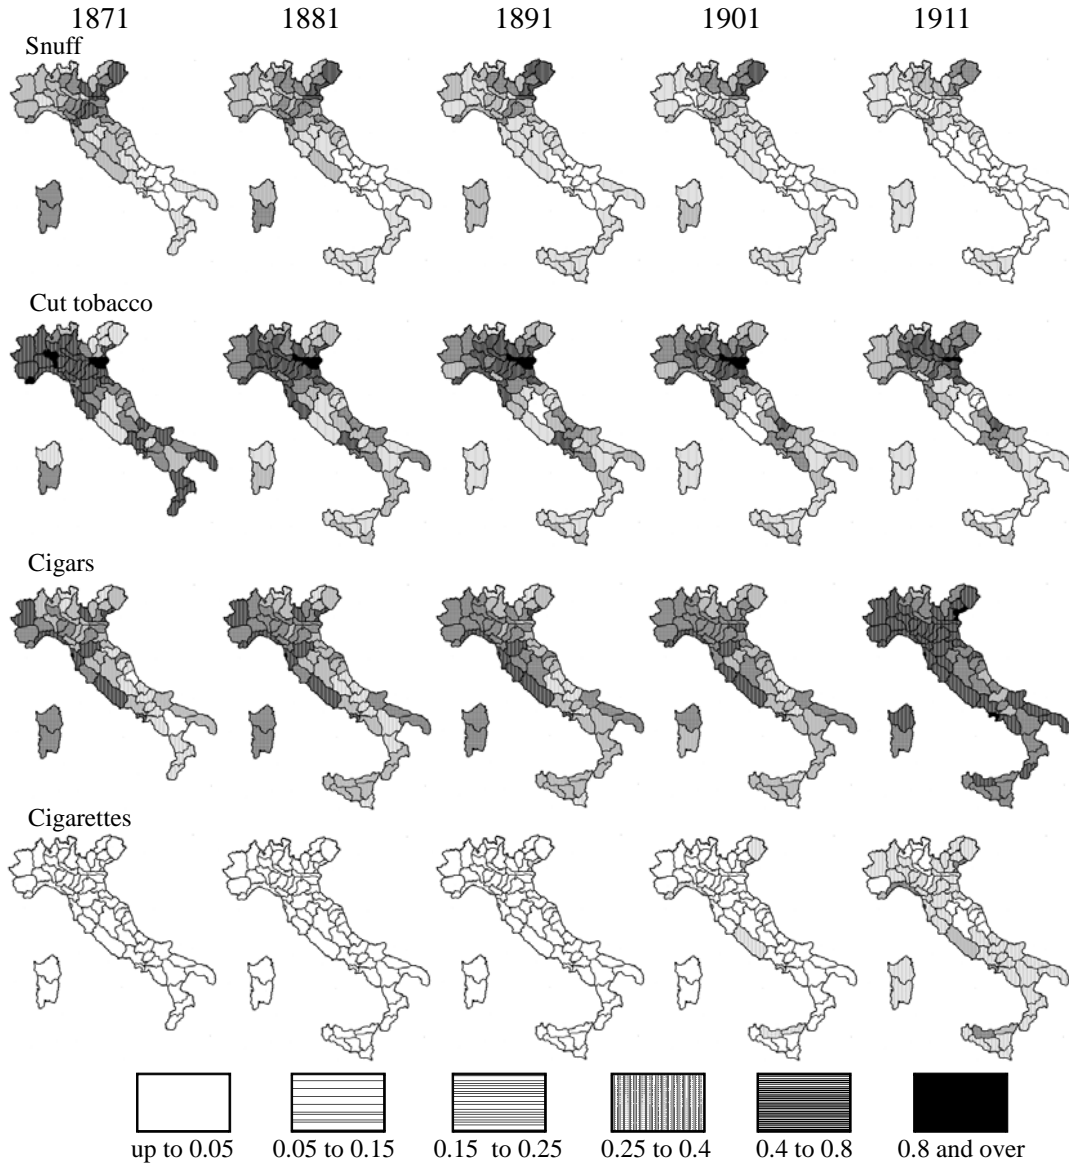 1871 1881 1891 1901 1911
Snuff
Cut tobacco
Cigars
Cigarettes
up to 0.05 0.05 to 0.15 0.15 to 0.25 0.25 to 0.4 0.4 to 0.8 0.8 and over